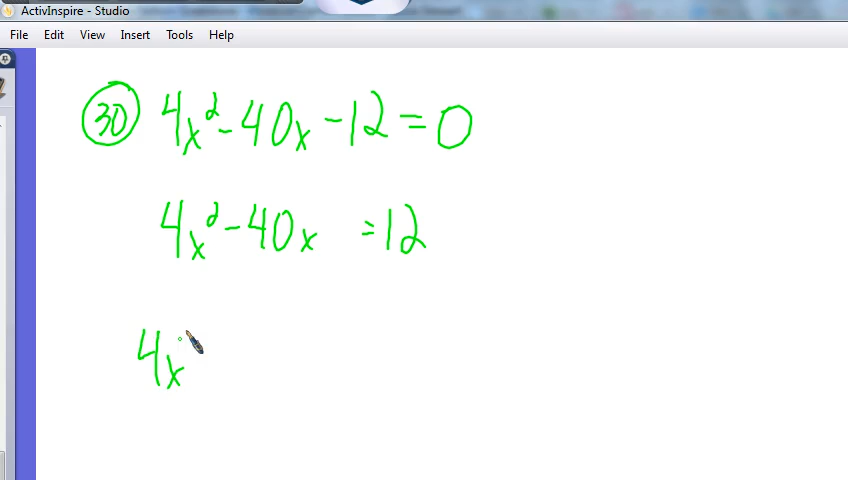 ActivInspire - Studio
File Edit View Insert Tools Help
30 4x² - 40x - 12 = 0
4x² - 40x = 12
4x